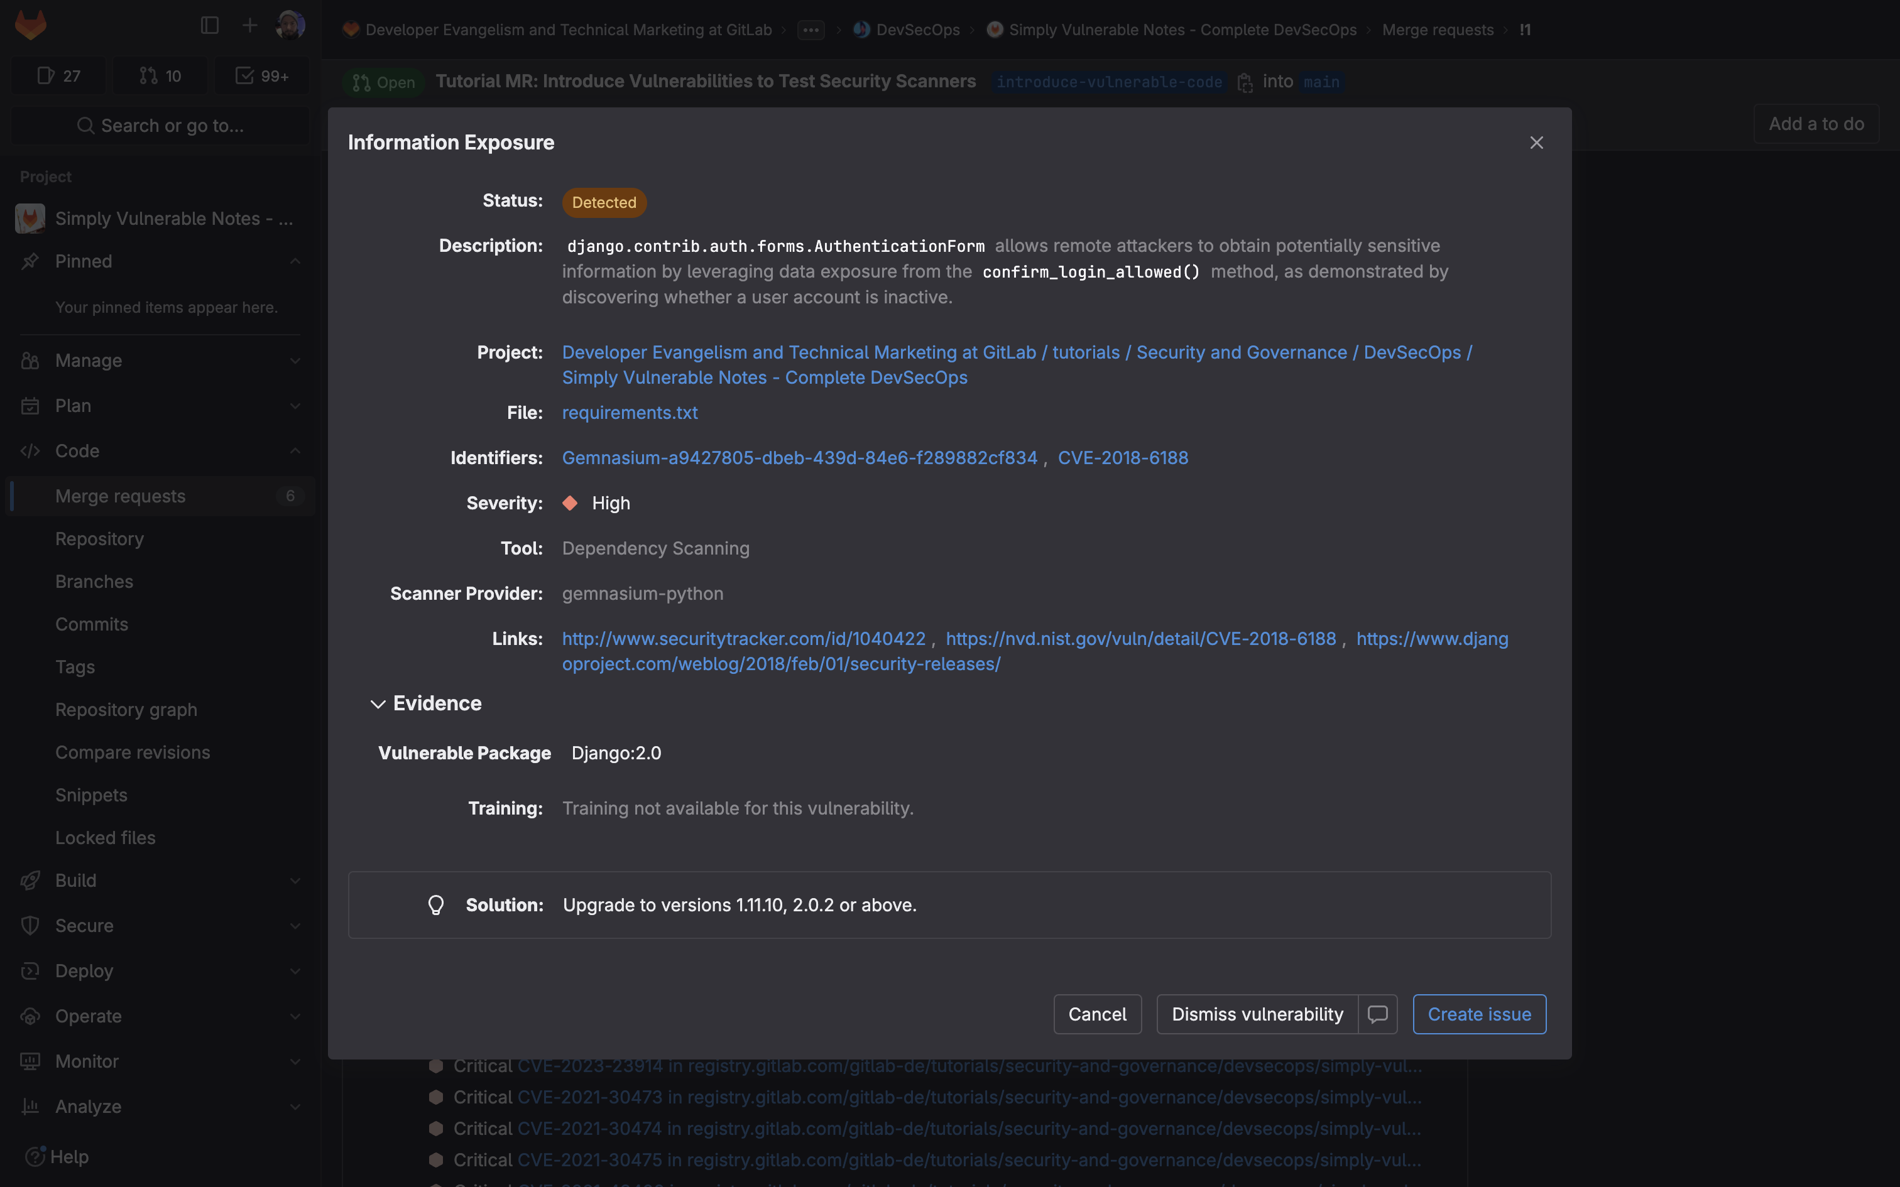 Developer Evangelism and Technical Marketing at GitLab › ... › DevSecOps › Simply Vulnerable Notes - Complete DevSecOps › Merge requests › !1
27 10 99+
Open Tutorial MR: Introduce Vulnerabilities to Test Security Scanners introduce-vulnerable-code into main
Search or go to...
Add a to do
Project
Simply Vulnerable Notes - ...
Pinned
Your pinned items appear here.
Manage
Plan
Code
Merge requests 6
Repository
Branches
Commits
Tags
Repository graph
Compare revisions
Snippets
Locked files
Build
Secure
Deploy
Operate
Monitor
Analyze
Help
Information Exposure
Status: Detected
Description: django.contrib.auth.forms.AuthenticationForm allows remote attackers to obtain potentially sensitive
information by leveraging data exposure from the confirm_login_allowed() method, as demonstrated by
discovering whether a user account is inactive.
Project: Developer Evangelism and Technical Marketing at GitLab / tutorials / Security and Governance / DevSecOps /
Simply Vulnerable Notes - Complete DevSecOps
File: requirements.txt
Identifiers: Gemnasium-a9427805-dbeb-439d-84e6-f289882cf834 , CVE-2018-6188
Severity: High
Tool: Dependency Scanning
Scanner Provider: gemnasium-python
Links: http://www.securitytracker.com/id/1040422 , https://nvd.nist.gov/vuln/detail/CVE-2018-6188 , https://www.djang
oproject.com/weblog/2018/feb/01/security-releases/
Evidence
Vulnerable Package Django:2.0
Training: Training not available for this vulnerability.
Solution: Upgrade to versions 1.11.10, 2.0.2 or above.
Cancel Dismiss vulnerability Create issue
Critical CVE-2023-23914 in registry.gitlab.com/gitlab-de/tutorials/security-and-governance/devsecops/simply-vul...
Critical CVE-2021-30473 in registry.gitlab.com/gitlab-de/tutorials/security-and-governance/devsecops/simply-vul...
Critical CVE-2021-30474 in registry.gitlab.com/gitlab-de/tutorials/security-and-governance/devsecops/simply-vul...
Critical CVE-2021-30475 in registry.gitlab.com/gitlab-de/tutorials/security-and-governance/devsecops/simply-vul...